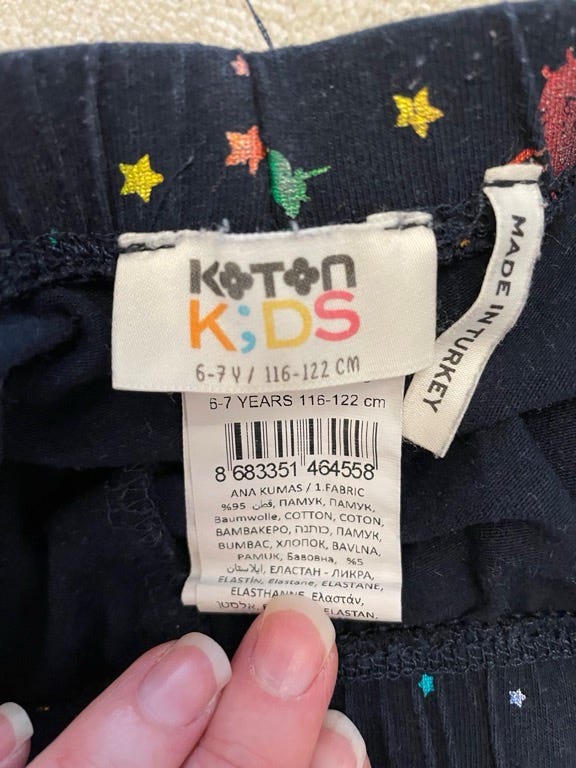 KOTON
K;DS
6-7 Y / 116-122 CM
MADE IN TURKEY
6-7 YEARS 116-122 cm
8 683351 464558
ANA KUMAS / 1.FABRIC
%95 قطن, ПАМУК, ПАМУК,
Baumwolle, COTTON, COTON,
ΒΑΜΒΑΚΕΡΟ, כותנה, ПАМУК,
BUMBAC, ХЛОПОК, BAVLNA,
PAMUK, Бавовна, %5
ايلاستان, ЕЛАСТАН - ЛИКРА,
ELASTİN, Elastane, ELASTANE,
ELASTHANNE, Ελαστάν,
ELASTAN,